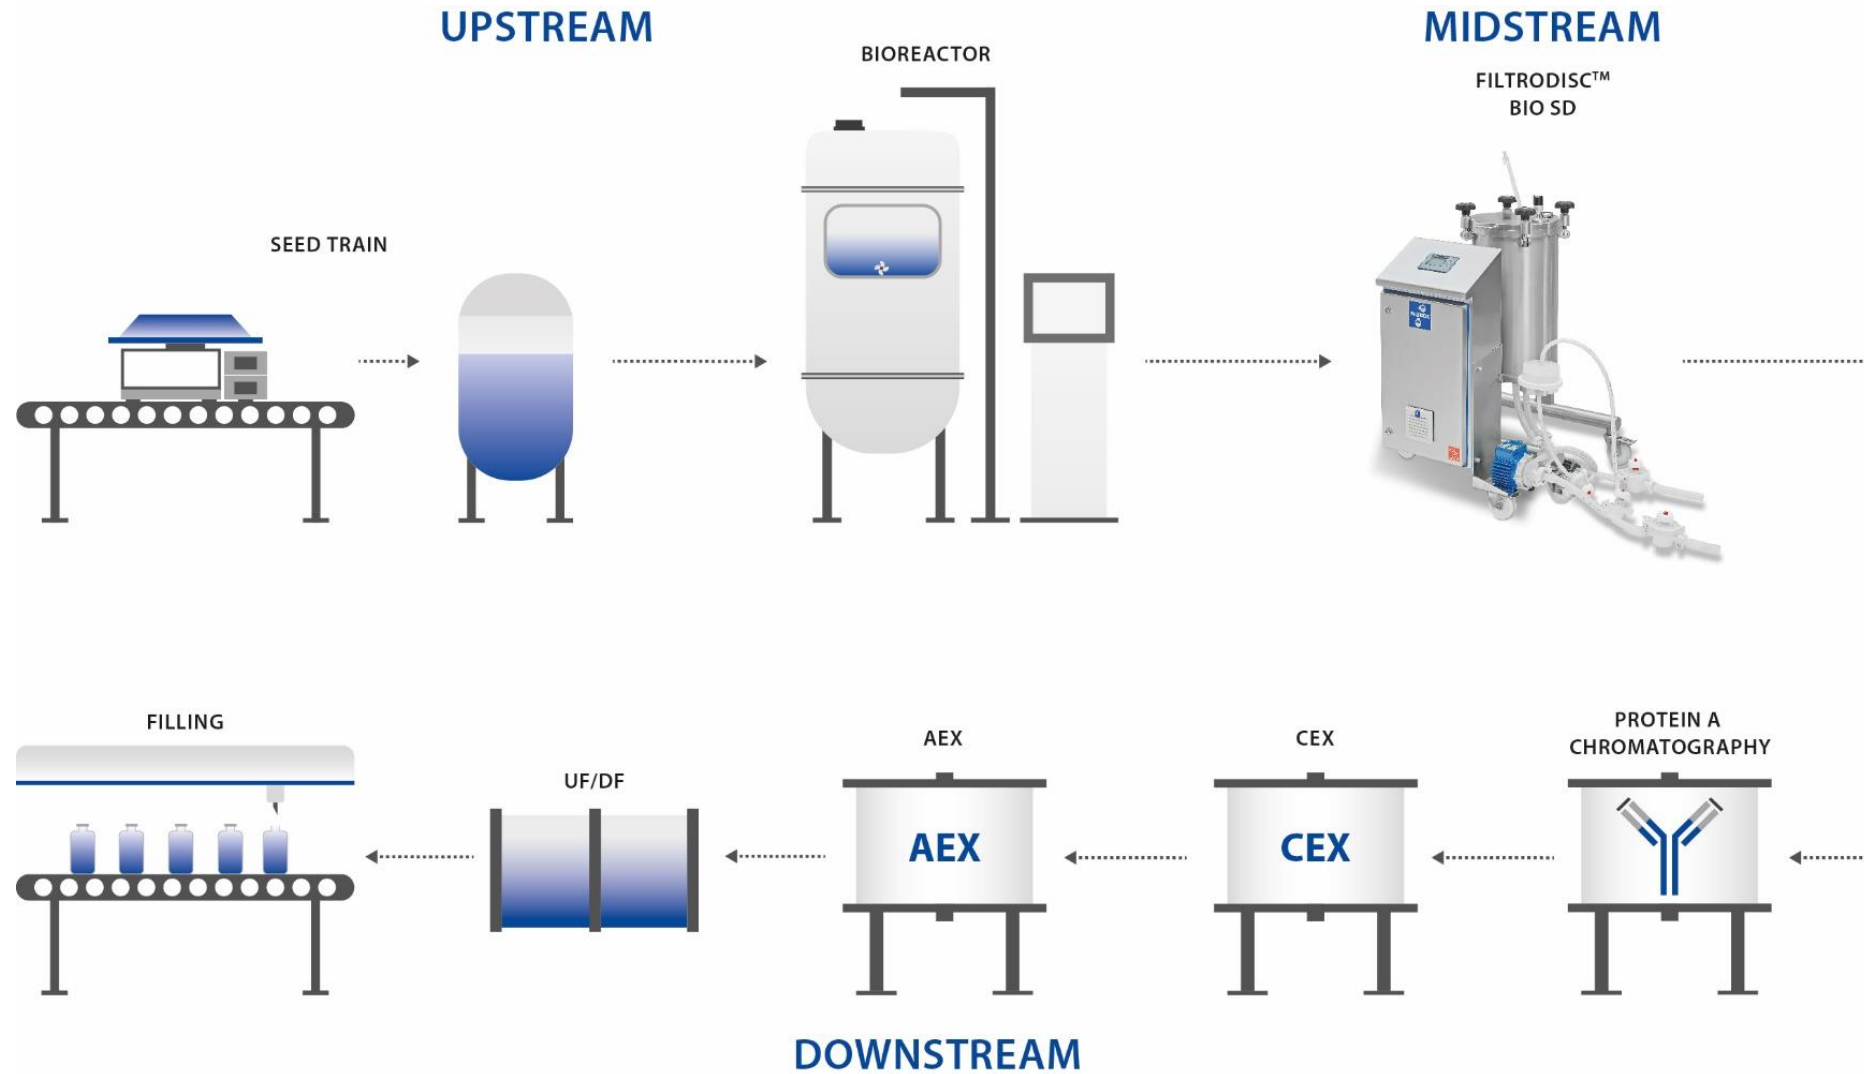 UPSTREAM
MIDSTREAM
BIOREACTOR
FILTRODISC™
BIO SD
SEED TRAIN
FILLING
UF/DF
AEX
AEX
CEX
CEX
PROTEIN A
CHROMATOGRAPHY
DOWNSTREAM